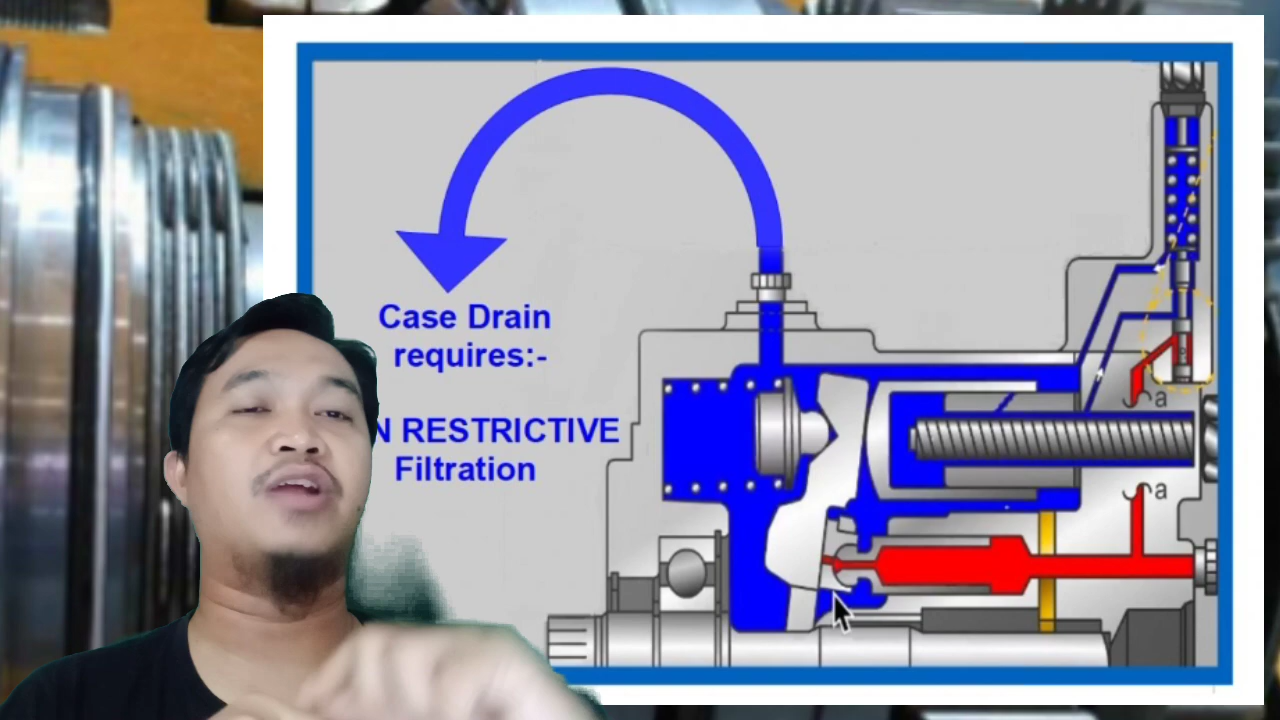 Case Drain
requires:-
RESTRICTIVE
Filtration
a
a